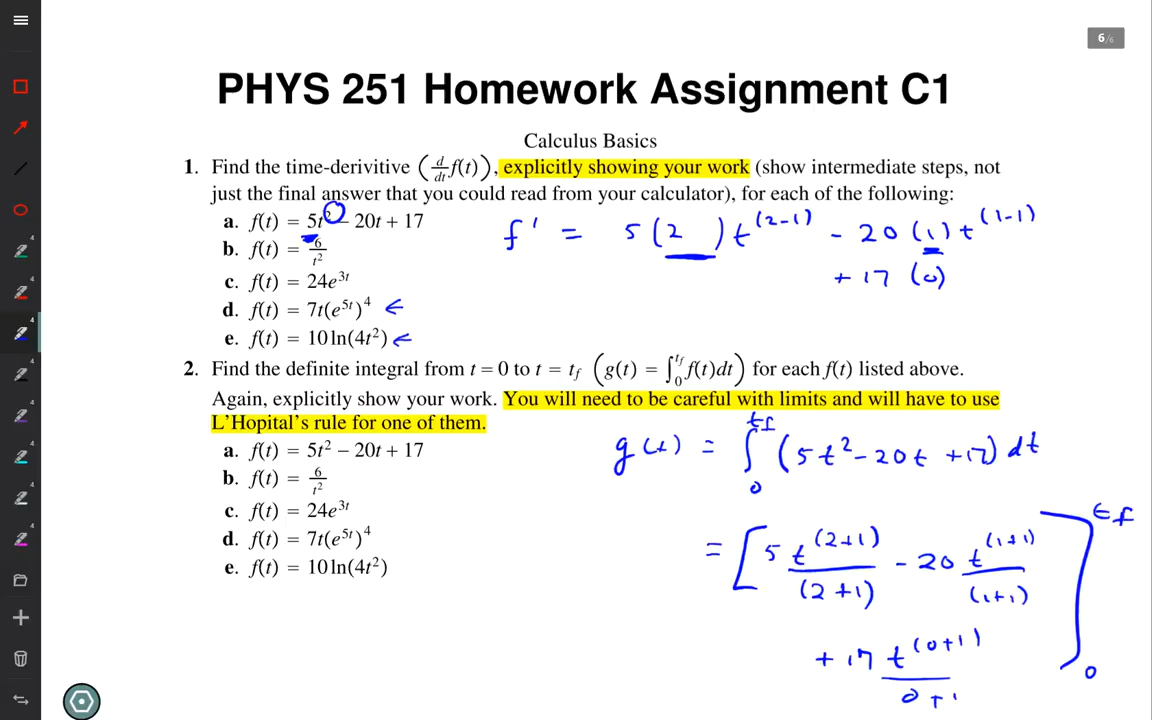 6/6
PHYS 251 Homework Assignment C1
Calculus Basics
1. Find the time-derivitive (d/dt f(t)), explicitly showing your work (show intermediate steps, not
just the final answer that you could read from your calculator), for each of the following:
a. f(t) = 5t² − 20t + 17
f' = 5(2)t^(2-1) - 20(1)t^(1-1)
+ 17(0)
b. f(t) = 6/t²
c. f(t) = 24e^{3t}
d. f(t) = 7t(e^{5t})^4 ←
e. f(t) = 10 ln(4t²) ←
2. Find the definite integral from t = 0 to t = t_f (g(t) = ∫_0^{t_f} f(t)dt) for each f(t) listed above.
Again, explicitly show your work. You will need to be careful with limits and will have to use
L'Hopital's rule for one of them.
a. f(t) = 5t² − 20t + 17
b. f(t) = 6/t²
c. f(t) = 24e^{3t}
d. f(t) = 7t(e^{5t})^4
e. f(t) = 10 ln(4t²)
g(t) = ∫_0^{tf} (5t² - 20t + 17) dt
= [5 t^(2+1)/(2+1) - 20 t^(1+1)/(1+1)
+ 17 t^(0+1)/0+1]_0^{tf}